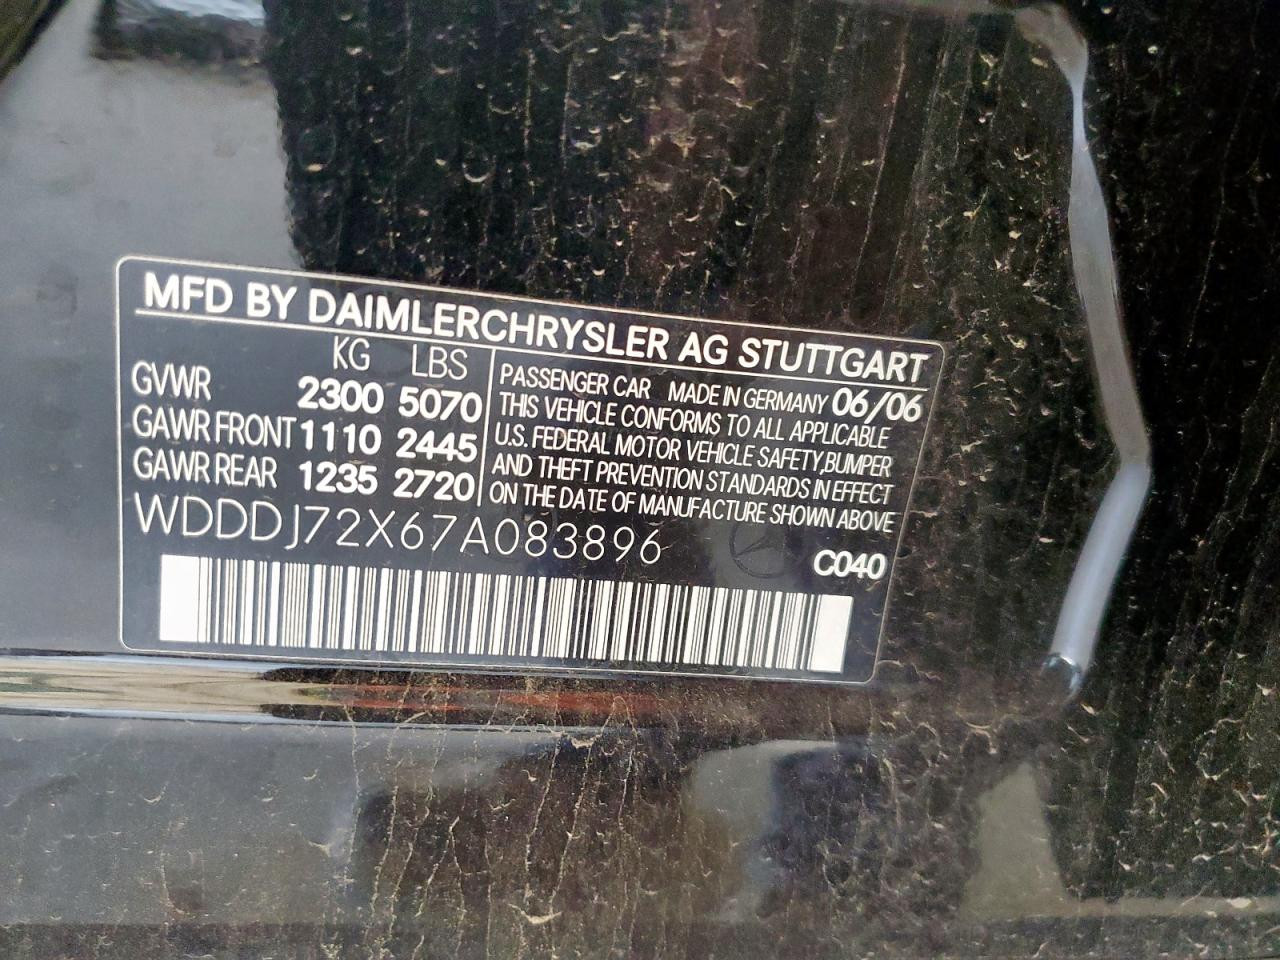 MFD BY DAIMLERCHRYSLER AG STUTTGART
KG LBS
GVWR 2300 5070
GAWR FRONT 1110 2445
GAWR REAR 1235 2720
PASSENGER CAR MADE IN GERMANY 06/06
THIS VEHICLE CONFORMS TO ALL APPLICABLE
U.S. FEDERAL MOTOR VEHICLE SAFETY,BUMPER
AND THEFT PREVENTION STANDARDS IN EFFECT
ON THE DATE OF MANUFACTURE SHOWN ABOVE
WDDDJ72X67A083896
C040